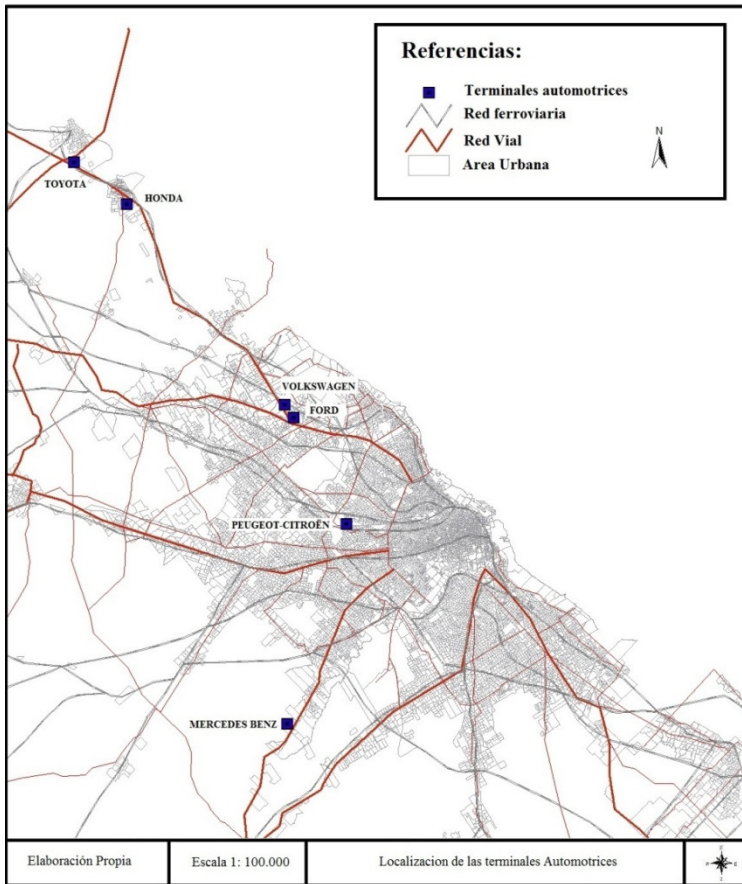 Referencias:
Terminales automotrices
Red ferroviaria
Red Vial
Area Urbana
N
TOYOTA
HONDA
VOLKSWAGEN
FORD
PEUGEOT-CITROËN
MERCEDES BENZ
Elaboración Propia
Escala 1: 100.000
Localizacion de las terminales Automotrices